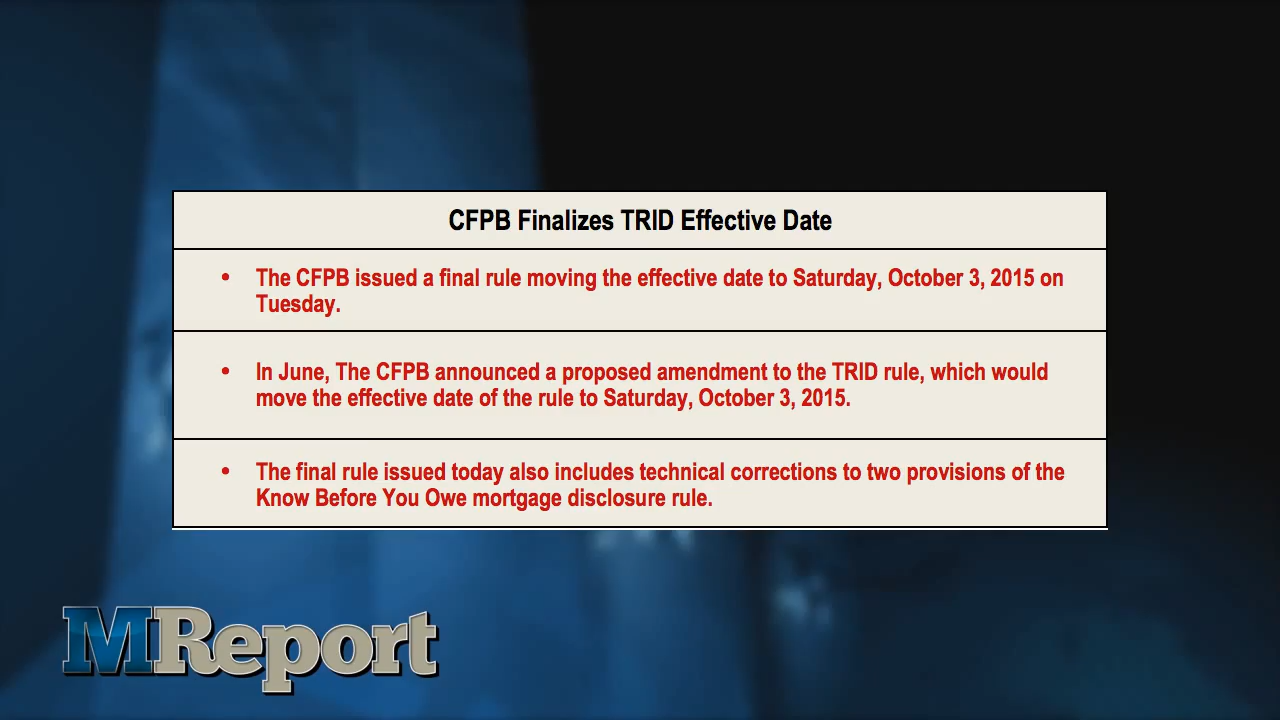 CFPB Finalizes TRID Effective Date
• The CFPB issued a final rule moving the effective date to Saturday, October 3, 2015 on
Tuesday.
• In June, The CFPB announced a proposed amendment to the TRID rule, which would
move the effective date of the rule to Saturday, October 3, 2015.
• The final rule issued today also includes technical corrections to two provisions of the
Know Before You Owe mortgage disclosure rule.
MReport